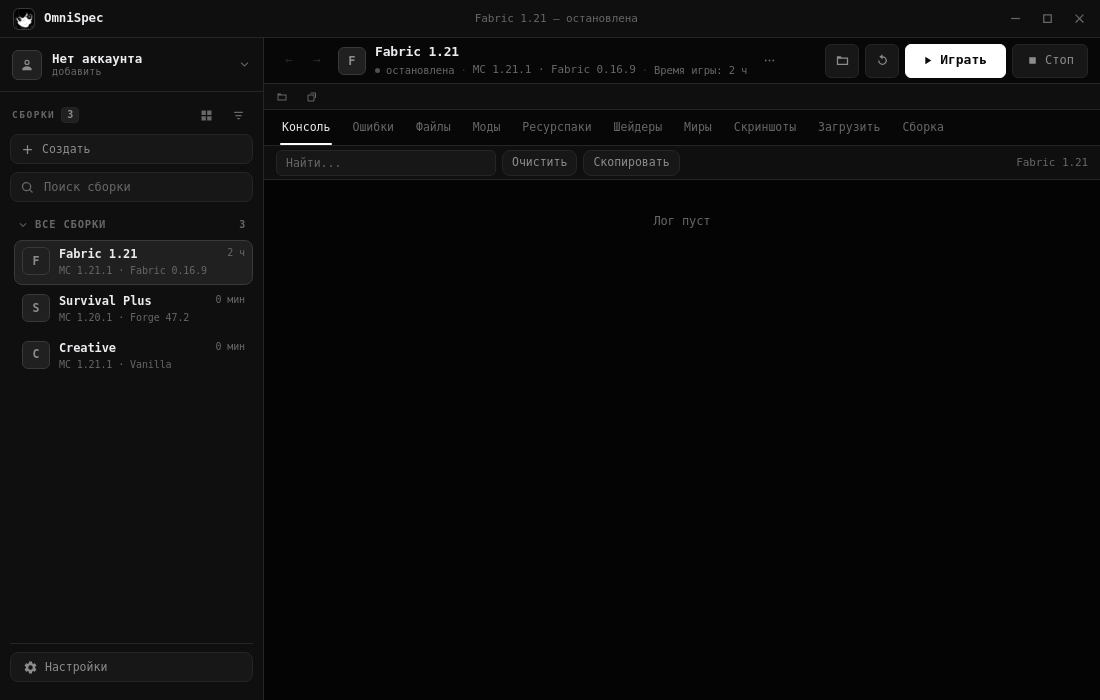 OmniSpec
Fabric 1.21 — остановлена
Нет аккаунта
добавить
СБОРКИ 3
Создать
Поиск сборки
ВСЕ СБОРКИ 3
F Fabric 1.21 2 ч
MC 1.21.1 · Fabric 0.16.9
S Survival Plus 0 мин
MC 1.20.1 · Forge 47.2
C Creative 0 мин
MC 1.21.1 · Vanilla
Настройки
F Fabric 1.21
остановлена · MC 1.21.1 · Fabric 0.16.9 · Время игры: 2 ч
Играть
Стоп
Консоль Ошибки Файлы Моды Ресурспаки Шейдеры Миры Скриншоты Загрузить Сборка
Найти... Очистить Скопировать Fabric 1.21
Лог пуст